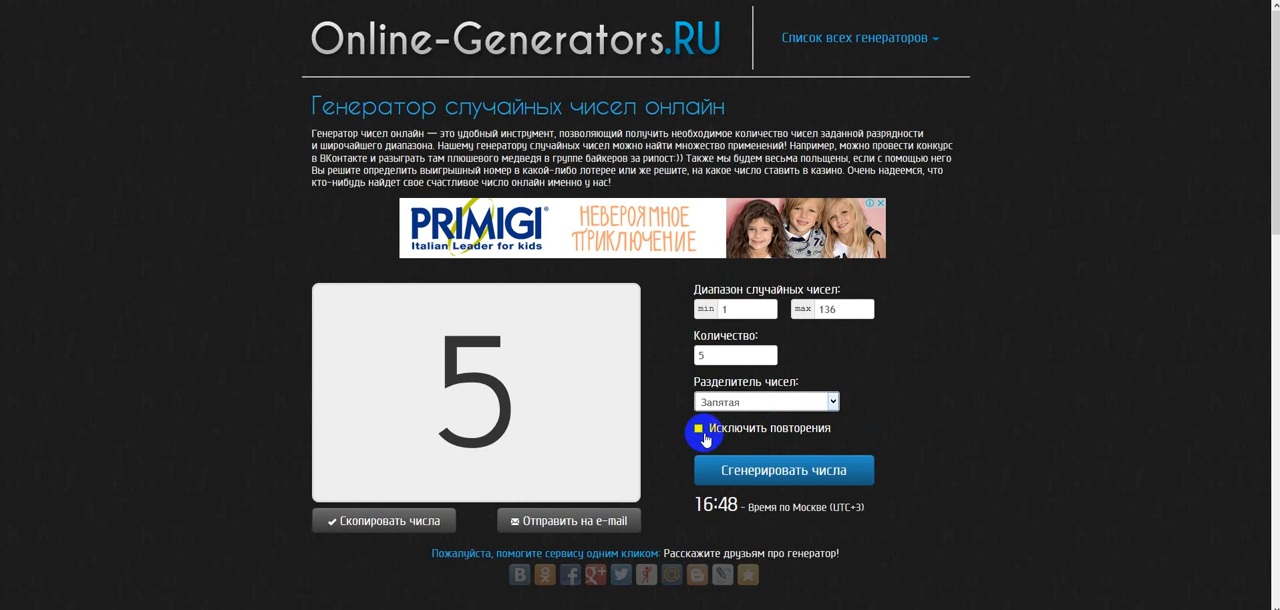 Online-Generators.RU
Список всех генераторов
Генератор случайных чисел онлайн
Генератор чисел онлайн — это удобный инструмент, позволяющий получить необходимое количество чисел заданной разрядности
и широчайшего диапазона. Нашему генератору случайных чисел можно найти множество применений! Например, можно провести конкурс
в ВКонтакте и разыграть там плюшевого медведя в группе байкеров за рипост:)) Также мы будем весьма польщены, если с помощью него
Вы решите определить выигрышный номер в какой-либо лотерее или же решите, на какое число ставить в казино. Очень надеемся, что
кто-нибудь найдет свое счастливое число онлайн именно у нас!
PRIMIGI®
Italian Leader for kids
НЕВЕРОЯТНОЕ
ПРИКЛЮЧЕНИЕ
5
Диапазон случайных чисел:
min 1 max 136
Количество:
5
Разделитель чисел:
Запятая
Исключить повторения
Сгенерировать числа
16:48 - Время по Москве (UTC+3)
Скопировать числа
Отправить на e-mail
Пожалуйста, помогите сервису одним кликом: Расскажите друзьям про генератор!